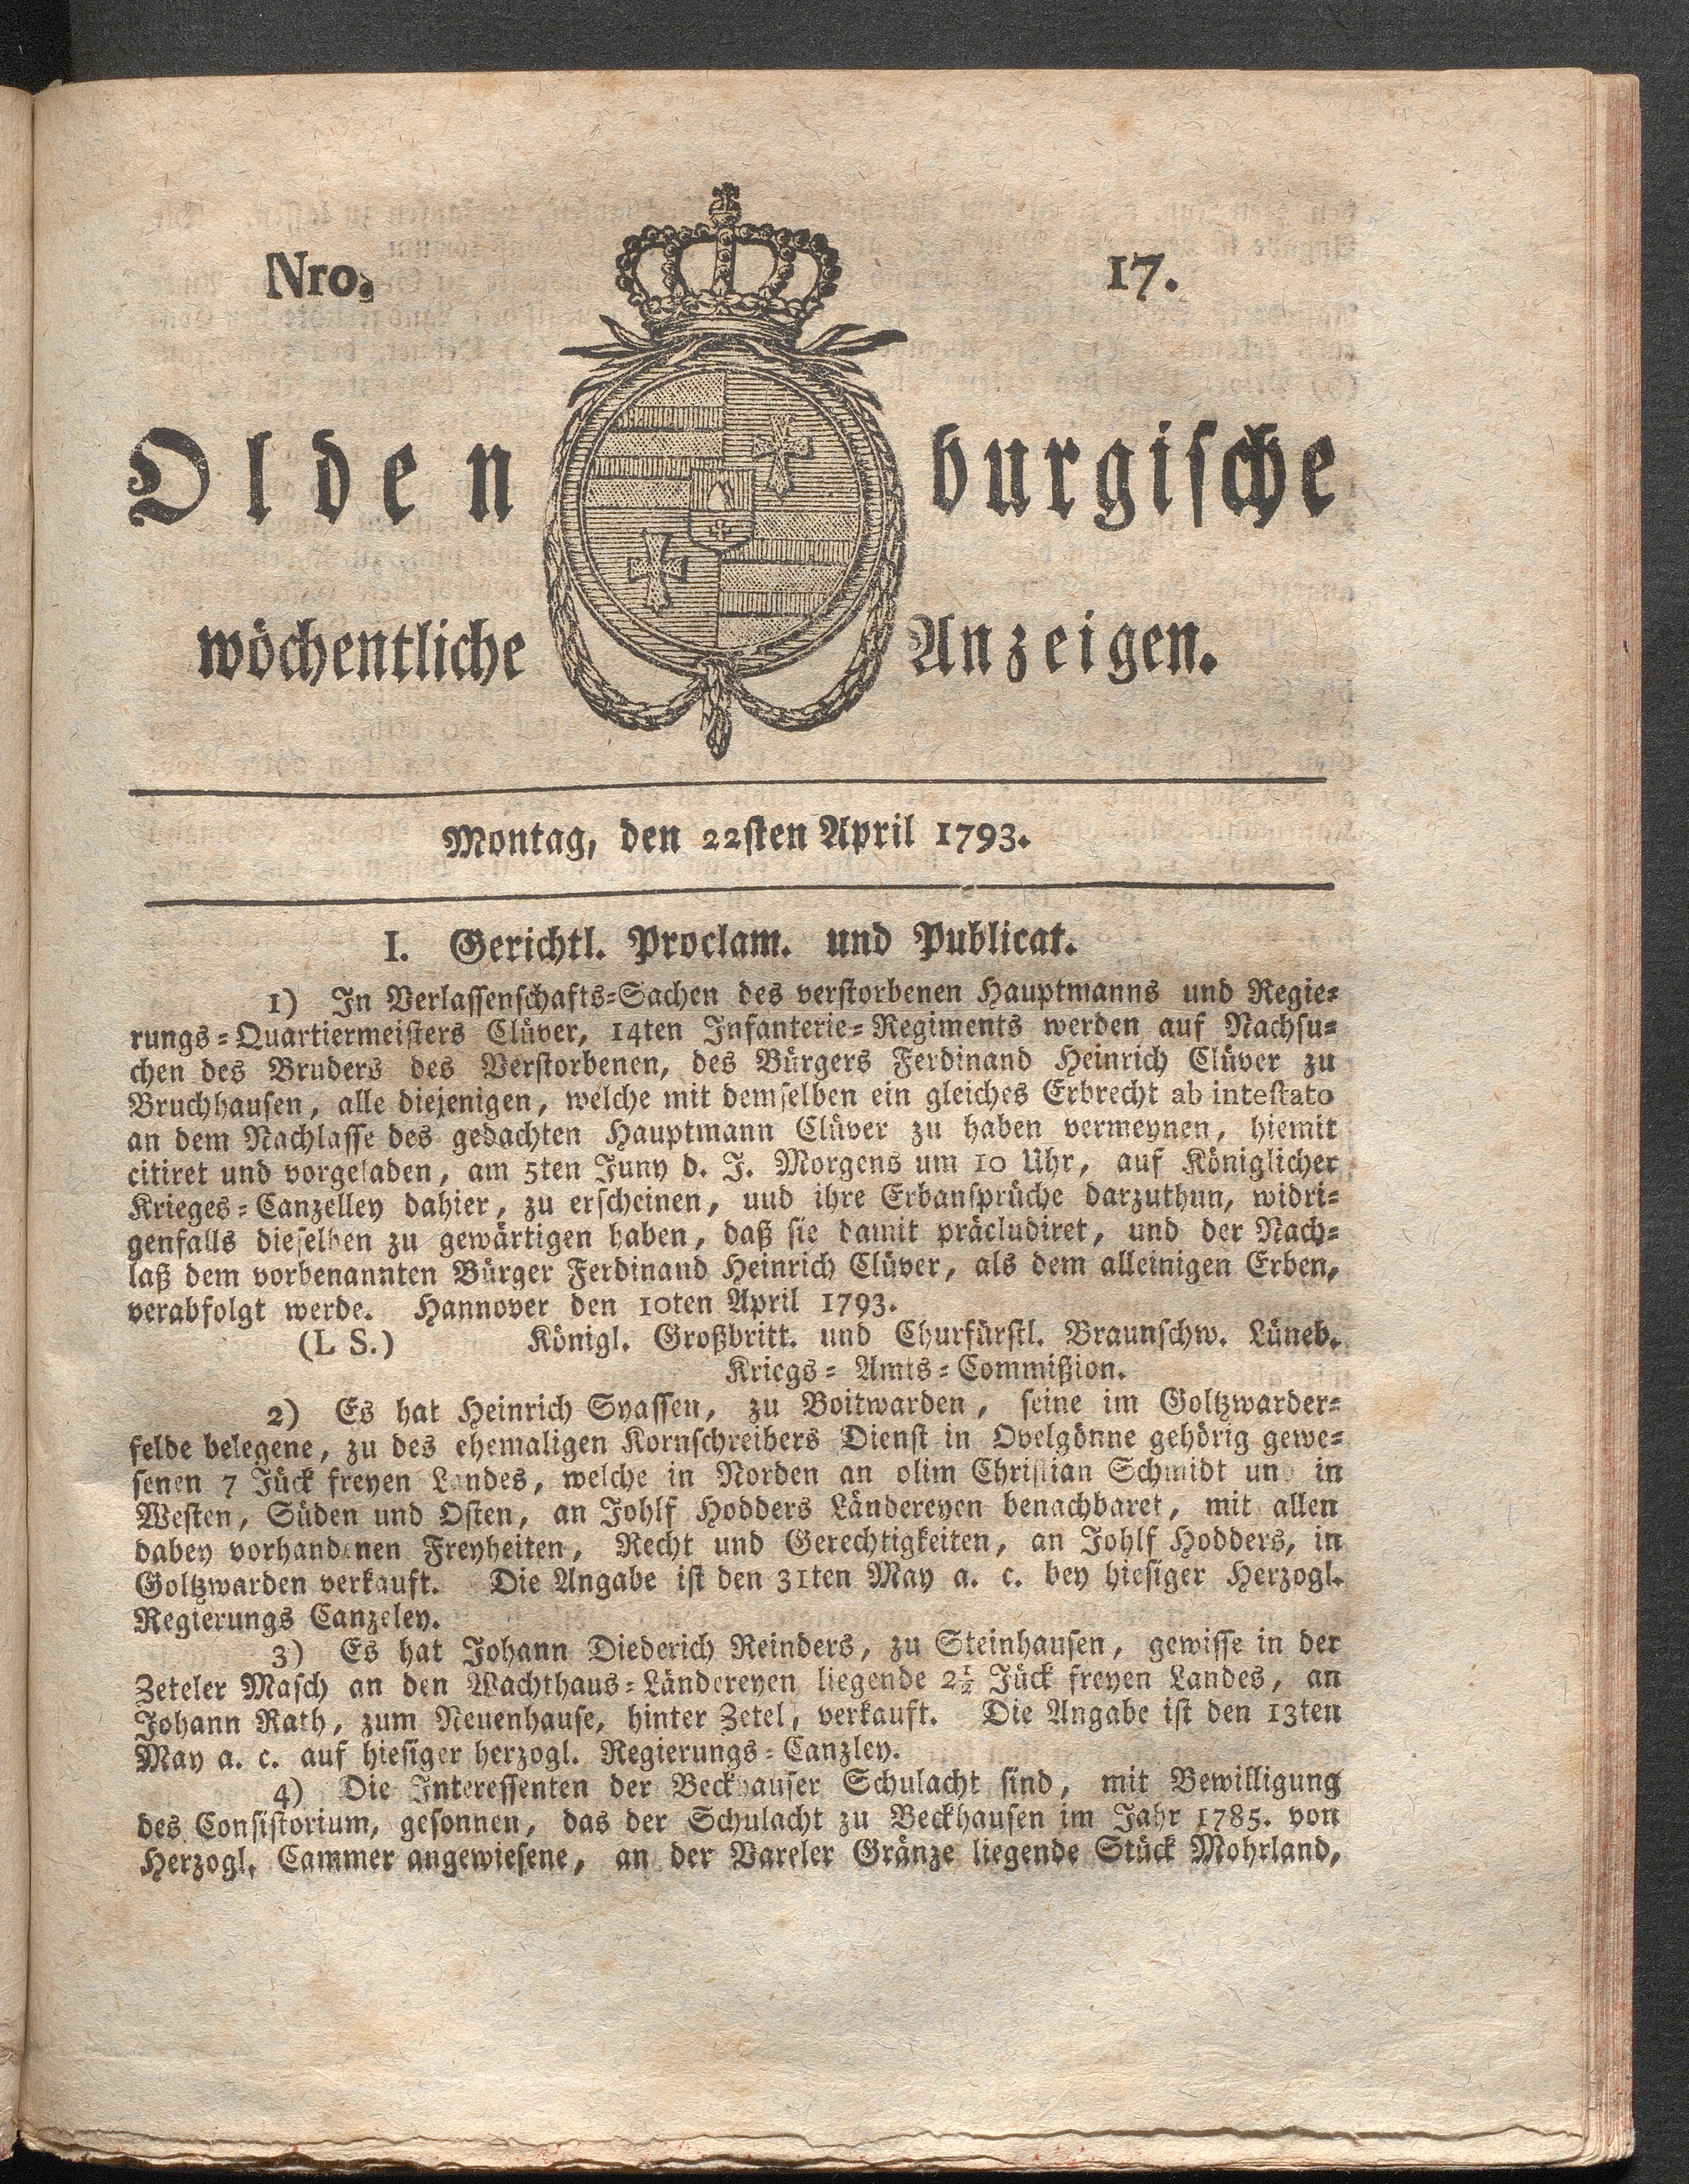 Nro. 17.
Oldenburgische
wöchentliche Anzeigen.
Montag, den 22sten April 1793.
I. Gerichtl. Proclam. und Publicat.
1) In Verlassenschafts=Sachen des verstorbenen Hauptmanns und Regie=
rungs=Quartiermeisters Clüver, 14ten Infanterie=Regiments werden auf Nachsu=
chen des Bruders des Verstorbenen, des Bürgers Ferdinand Heinrich Clüver zu
Bruchhausen, alle diejenigen, welche mit demselben ein gleiches Erbrecht ab intestato
an dem Nachlasse des gedachten Hauptmann Clüver zu haben vermeynen, hiemit
citiret und vorgeladen, am 5ten Juny d. J. Morgens um 10 Uhr, auf Königlicher
Krieges=Canzelley dahier, zu erscheinen, uud ihre Erbansprüche darzuthun, widri=
genfalls dieselben zu gewärtigen haben, daß sie damit präcludiret, und der Nach=
laß dem vorbenannten Bürger Ferdinand Heinrich Clüver, als dem alleinigen Erben,
verabfolgt werde. Hannover den 10ten April 1793.
(L S.) Königl. Großbritt. und Churfürstl. Braunschw. Lüneb.
Kriegs=Amts=Commißion.
2) Es hat Heinrich Syassen, zu Boitwarden, seine im Goltzwarder=
felde belegene, zu des ehemaligen Kornschreibers Dienst in Ovelgönne gehörig gewe=
senen 7 Jück freyen Landes, welche in Norden an olim Christian Schmidt und in
Westen, Süden und Osten, an Johlf Hodders Ländereyen benachbaret, mit allen
dabey vorhandenen Freyheiten, Recht und Gerechtigkeiten, an Johlf Hodders, in
Goltzwarden verkauft. Die Angabe ist den 31ten May a. c. bey hiesiger Herzogl.
Regierungs Canzeley.
3) Es hat Johann Diederich Reinders, zu Steinhausen, gewisse in der
Zeteler Masch an den Wachthaus=Ländereyen liegende 2½ Jück freyen Landes, an
Johann Rath, zum Neuenhause, hinter Zetel, verkauft. Die Angabe ist den 13ten
May a. c. auf hiesiger herzogl. Regierungs=Canzley.
4) Die Interessenten der Beckhauser Schulacht sind, mit Bewilligung
des Consistorium, gesonnen, das der Schulacht zu Beckhausen im Jahr 1785. von
Herzogl. Cammer angewiesene, an der Vareler Gränze liegende Stück Mohrland,